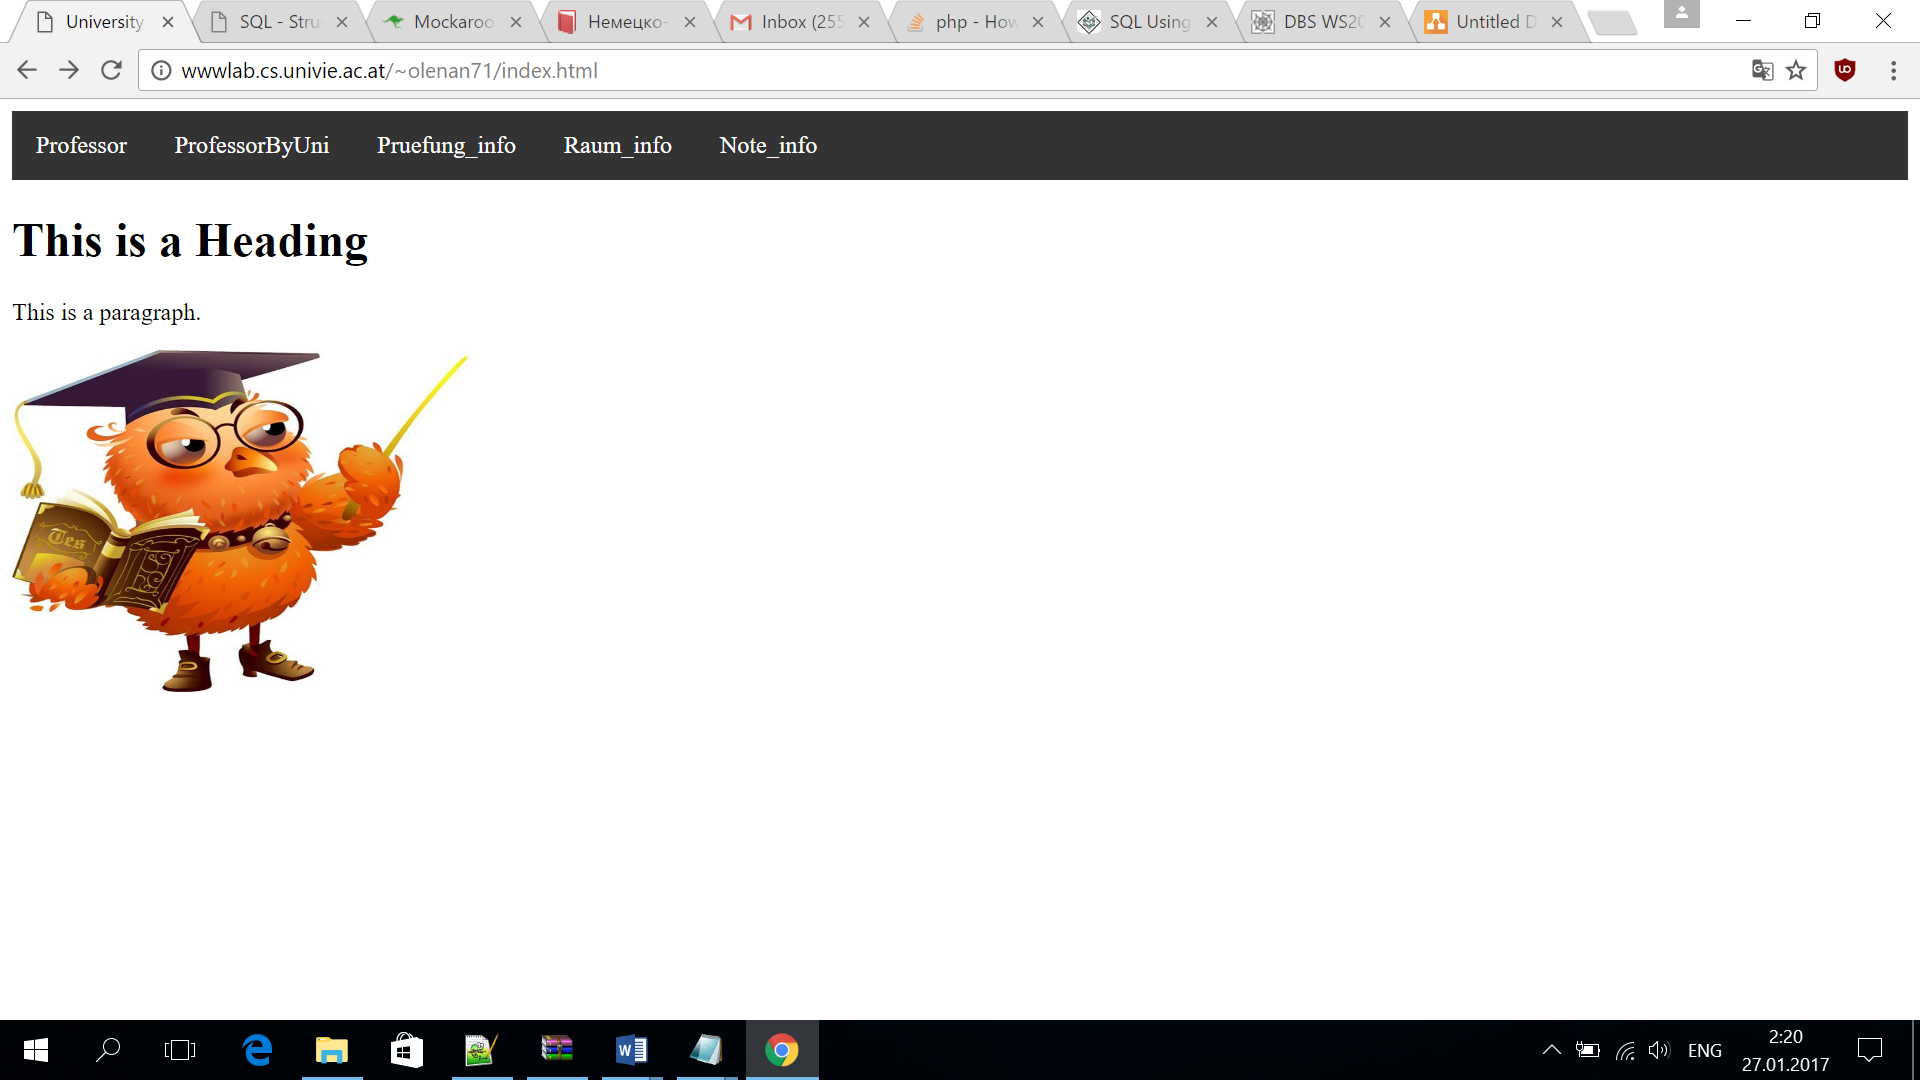 University
SQL - Stru
Mockaroo
Немецко-
Inbox (255
php - How
SQL Using
DBS WS20
Untitled D
wwwlab.cs.univie.ac.at/~olenan71/index.html
Professor ProfessorByUni Pruefung_info Raum_info Note_info
This is a Heading
This is a paragraph.
Tes
ENG
2:20
27.01.2017